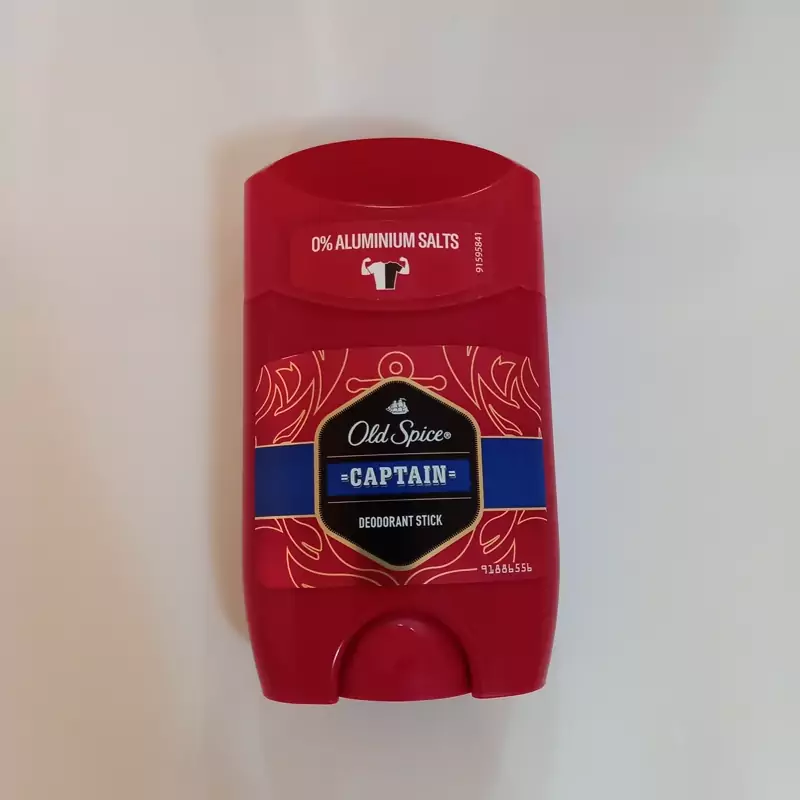 0% ALUMINIUM SALTS
91595841
Old Spice®
CAPTAIN
DEODORANT STICK
91886556